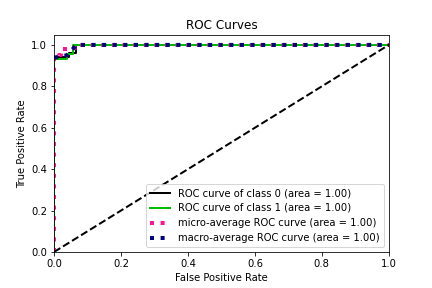 ROC Curves
True Positive Rate
1.0
0.8
0.6
0.4
0.2
0.0
ROC curve of class 0 (area = 1.00)
ROC curve of class 1 (area = 1.00)
micro-average ROC curve (area = 1.00)
macro-average ROC curve (area = 1.00)
0.0 0.2 0.4 0.6 0.8 1.0
False Positive Rate